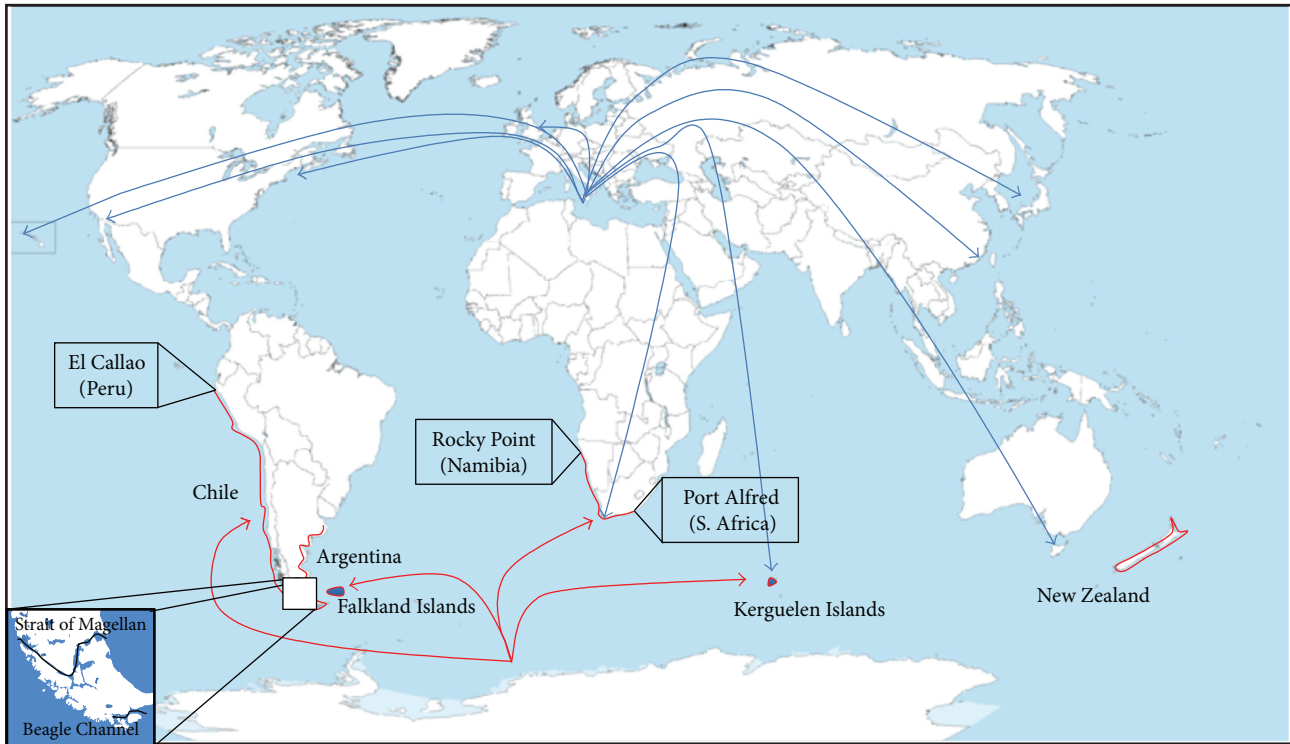 El Callao
(Peru)
Rocky Point
(Namibia)
Port Alfred
(S. Africa)
Chile
Argentina
Falkland Islands
Kerguelen Islands
New Zealand
Strait of Magellan
Beagle Channel